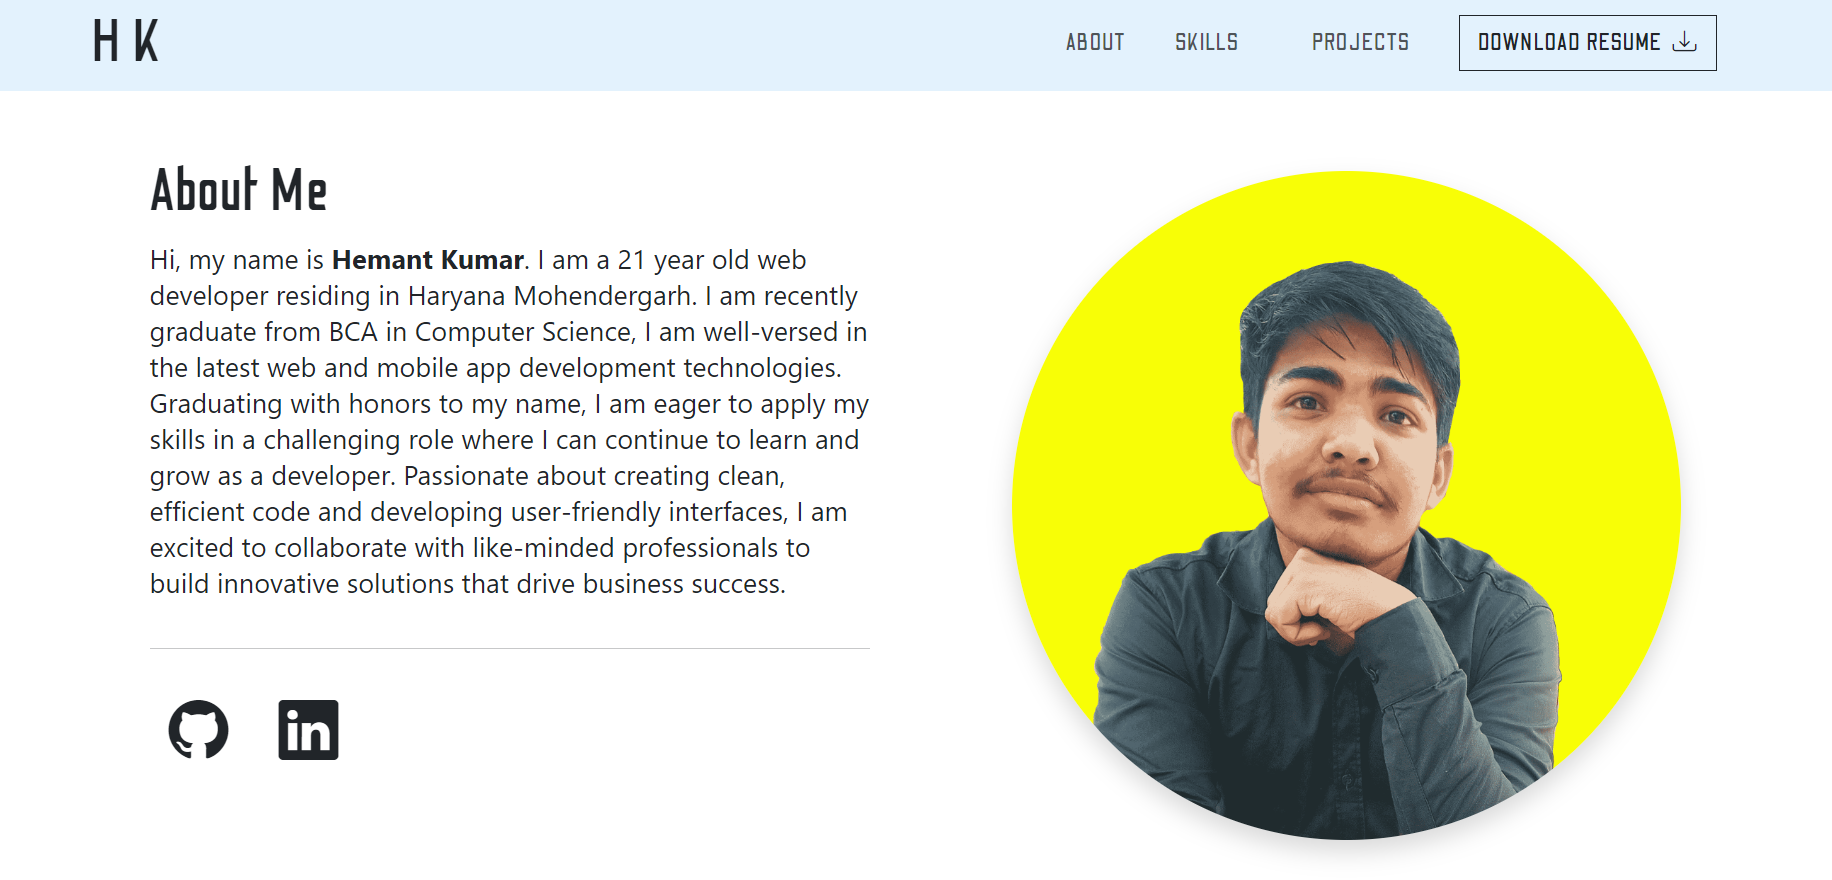 H K
ABOUT SKILLS PROJECTS DOWNLOAD RESUME
About Me
Hi, my name is Hemant Kumar. I am a 21 year old web
developer residing in Haryana Mohendergarh. I am recently
graduate from BCA in Computer Science, I am well-versed in
the latest web and mobile app development technologies.
Graduating with honors to my name, I am eager to apply my
skills in a challenging role where I can continue to learn and
grow as a developer. Passionate about creating clean,
efficient code and developing user-friendly interfaces, I am
excited to collaborate with like-minded professionals to
build innovative solutions that drive business success.
in